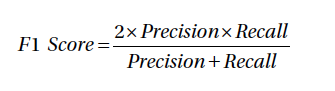 F1 Score = 2 × Precision × Recall / Precision + Recall